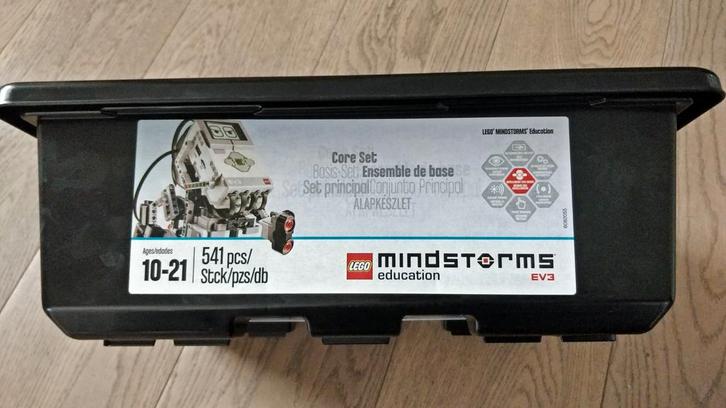 Core Set
Basis-Set Ensemble de base
Set principal Conjunto Principal
ALAPKÉSZLET
LEGO® MINDSTORMS® Education
Ages/edades
10-21
541 pcs/
Stck/pzs/db
LEGO
mindstorms
education
EV3